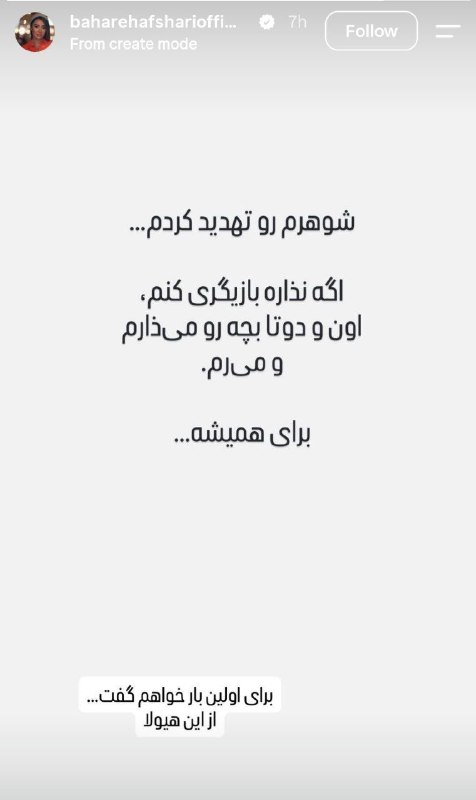 baharehafsharioffi... 7h Follow
From create mode
شوهرم رو تهدید کردم...
اگه نذاره بازیگری کنم،
اون و دوتا بچه رو می‌ذارم
و می‌رم.
برای همیشه...
برای اولین بار خواهم گفت...
از این هیولا